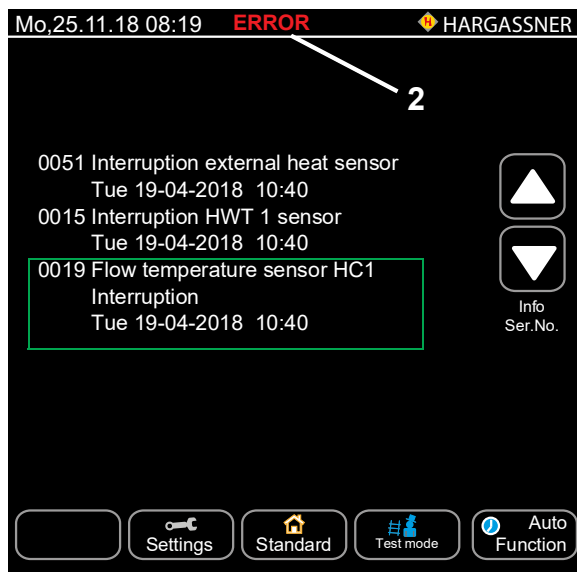 Mo,25.11.18 08:19 ERROR H HARGASSNER
2
0051 Interruption external heat sensor
Tue 19-04-2018 10:40
0015 Interruption HWT 1 sensor
Tue 19-04-2018 10:40
0019 Flow temperature sensor HC1
Interruption
Tue 19-04-2018 10:40
Info
Ser.No.
Settings
Standard
Test mode
Auto
Function